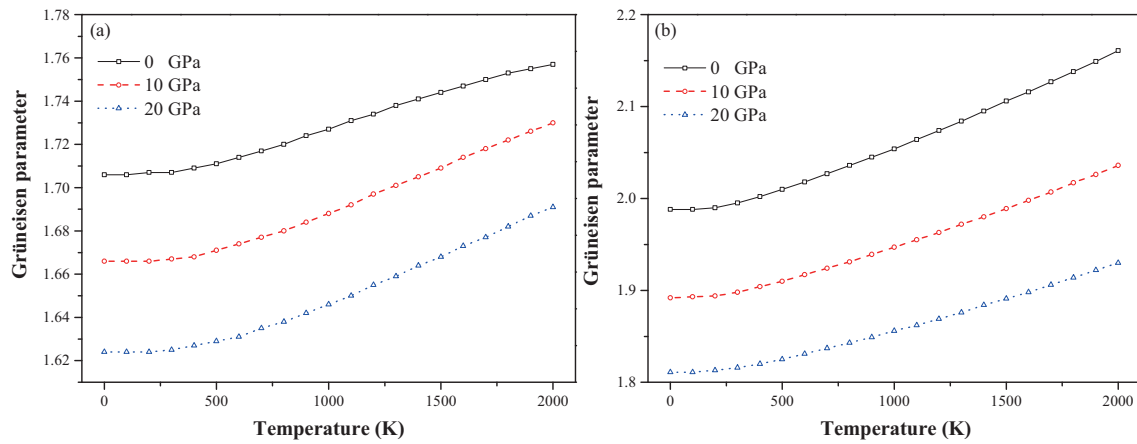 (a)
0 GPa
10 GPa
20 GPa
1.78
1.76
1.74
1.72
1.70
1.68
1.66
1.64
1.62
Grüneisen parameter
0
500
1000
1500
2000
Temperature (K)
(b)
0 GPa
10 GPa
20 GPa
2.2
2.1
2.0
1.9
1.8
Grüneisen parameter
0
500
1000
1500
2000
Temperature (K)